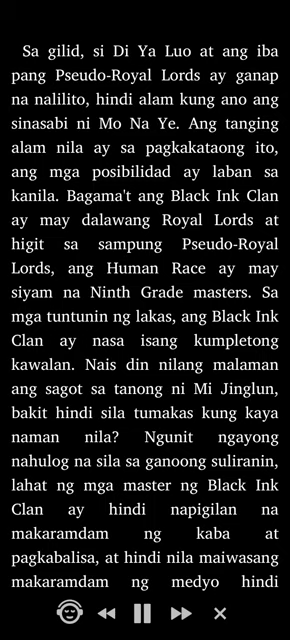 Sa gilid, si Di Ya Luo at ang iba
pang Pseudo-Royal Lords ay ganap
na nalilito, hindi alam kung ano ang
sinasabi ni Mo Na Ye. Ang tanging
alam nila ay sa pagkakataong ito,
ang mga posibilidad ay laban sa
kanila. Bagama't ang Black Ink Clan
ay may dalawang Royal Lords at
higit sa sampung Pseudo-Royal
Lords, ang Human Race ay may
siyam na Ninth Grade masters. Sa
mga tuntunin ng lakas, ang Black Ink
Clan ay nasa isang kumpletong
kawalan. Nais din nilang malaman
ang sagot sa tanong ni Mi Jinglun,
bakit hindi sila tumakas kung kaya
naman nila? Ngunit ngayong
nahulog na sila sa ganoong suliranin,
lahat ng mga master ng Black Ink
Clan ay hindi napigilan na
makaramdam ng kaba at
pagkabalisa, at hindi nila maiwasang
makaramdam ng medyo hindi